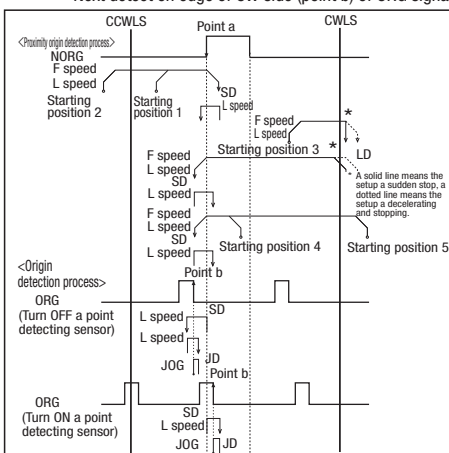 Next detect on edge of CW side (point b) of ORG signal
CCWLS
Point a
CWLS
<Proximity origin detection process>
NORG
F speed
L speed
Starting position 2
Starting position 1
SD
L speed
F speed
L speed
*
*
LD
Starting position 3
F speed
L speed
SD
L speed
* A solid line means the setup a sudden stop, a dotted line means the setup a decelerating and stopping.
F speed
L speed
SD
L speed
Starting position 4
Starting position 5
<Origin detection process>
Point b
ORG
(Turn OFF a point detecting sensor)
SD
L speed
L speed
JOG
JD
Point b
ORG
(Turn ON a point detecting sensor)
SD
L speed
JOG
JD